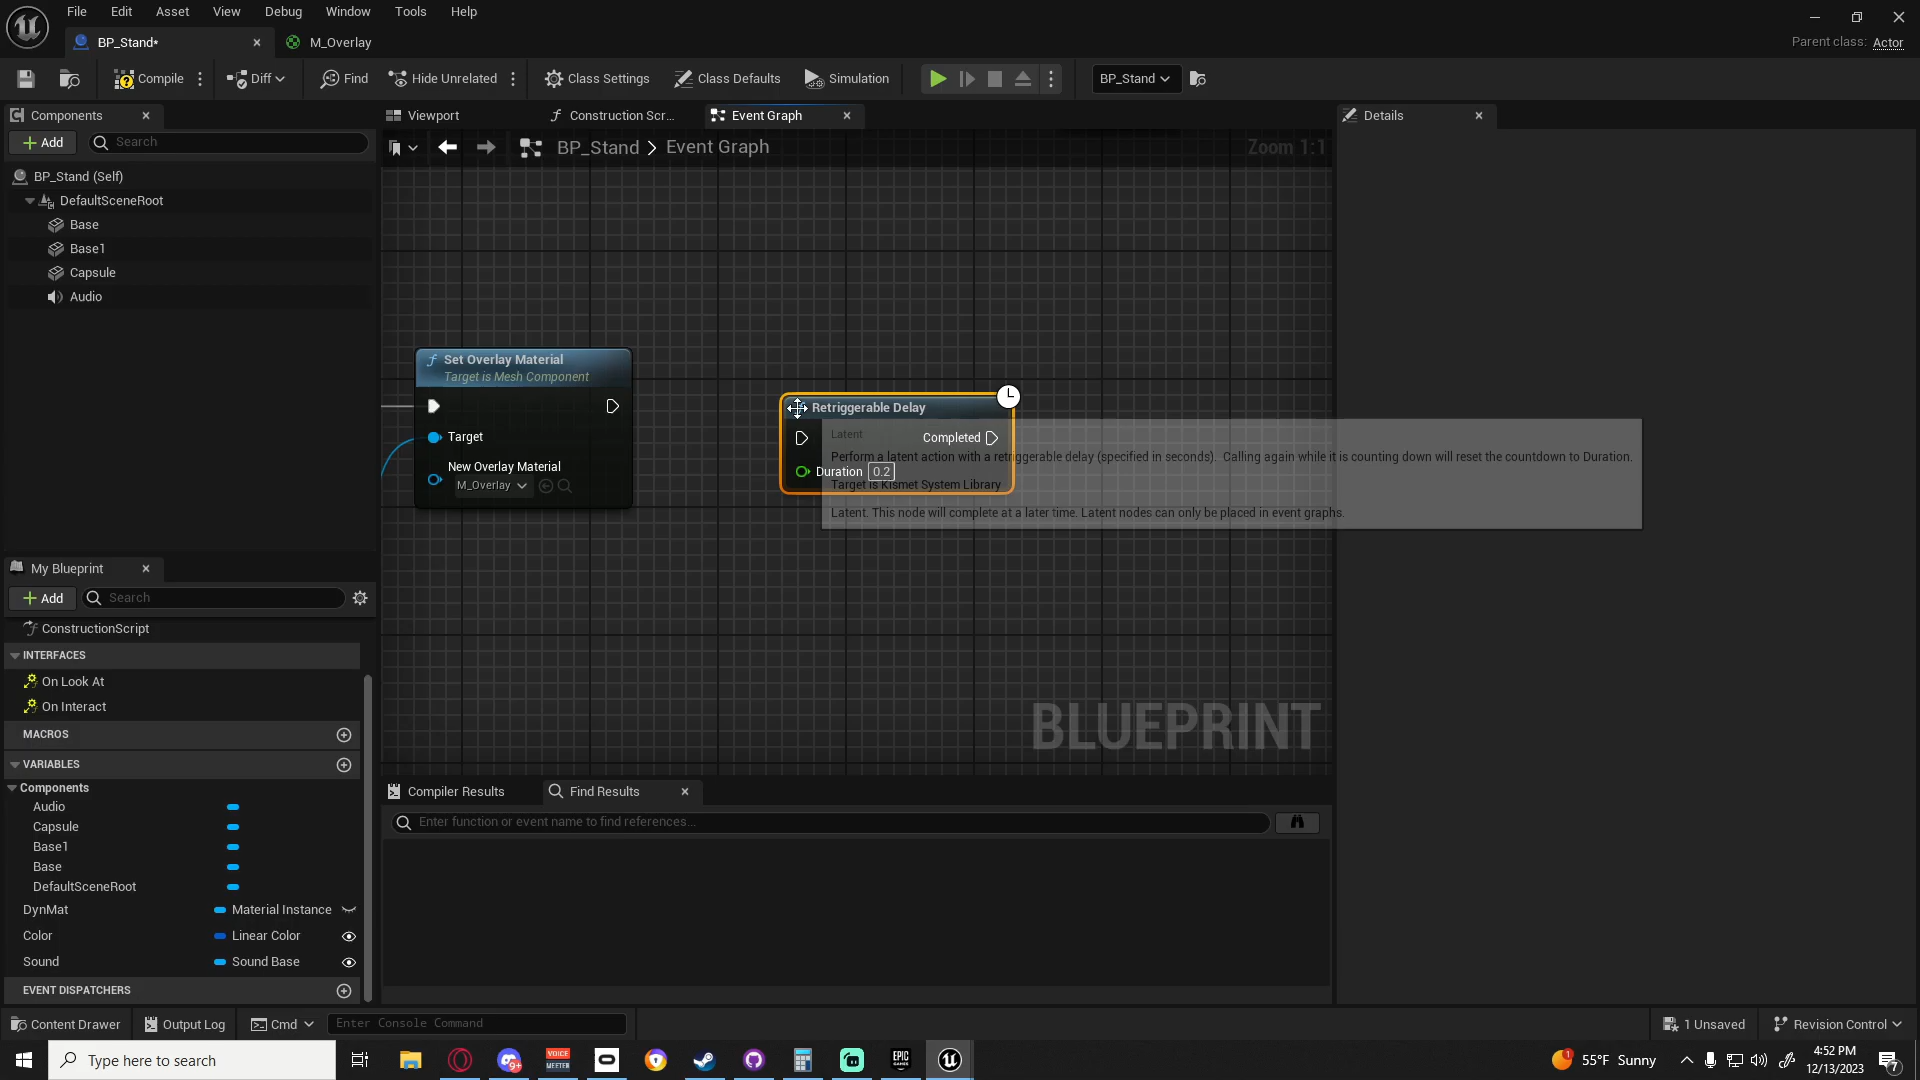 File Edit Asset View Debug Window Tools Help
BP_Stand* M_Overlay
Parent class: Actor
Compile Diff Find Hide Unrelated Class Settings Class Defaults Simulation BP_Stand
Components Viewport Construction Scr... Event Graph Details
Add Search
BP_Stand > Event Graph Zoom 1:1
BP_Stand (Self)
DefaultSceneRoot
Base
Base1
Capsule
Audio
Set Overlay Material
Target is Mesh Component
Target
New Overlay Material
M_Overlay
Retriggerable Delay
Completed
Duration 0.2
Latent
Perform a latent action with a retriggerable delay (specified in seconds). Calling again while it is counting down will reset the countdown to Duration.
Target is Kismet System Library
Latent. This node will complete at a later time. Latent nodes can only be placed in event graphs.
BLUEPRINT
My Blueprint
Add Search
ConstructionScript
INTERFACES
On Look At
On Interact
MACROS
VARIABLES
Components
Audio
Capsule
Base1
Base
DefaultSceneRoot
DynMat Material Instance
Color Linear Color
Sound Sound Base
EVENT DISPATCHERS
Compiler Results Find Results
Enter function or event name to find references...
Content Drawer Output Log Cmd Enter Console Command 1 Unsaved Revision Control
Type here to search
9+
VOICE
MEETER
EPIC
GAMES
1
55°F Sunny
4:52 PM
12/13/2023
7